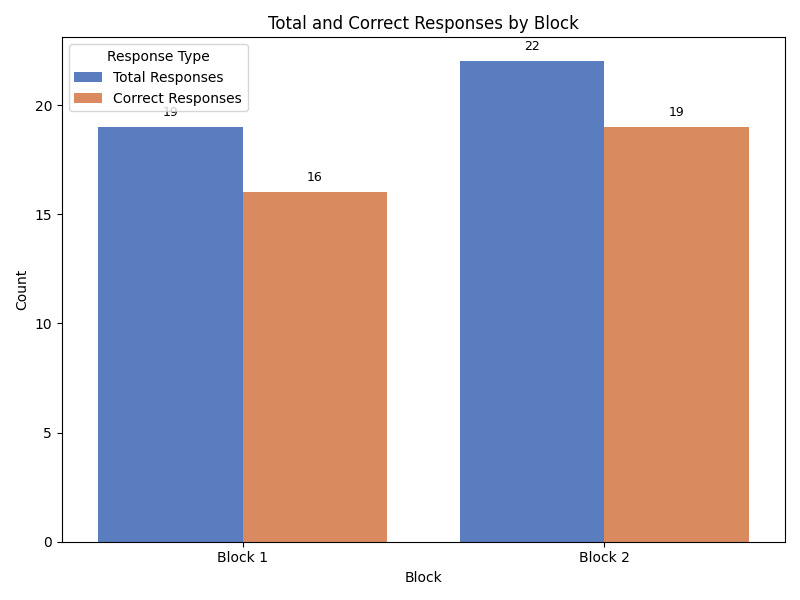 Total and Correct Responses by Block
Response Type
Total Responses
Correct Responses
22
19
19
16
20
15
10
5
0
Count
Block 1
Block 2
Block